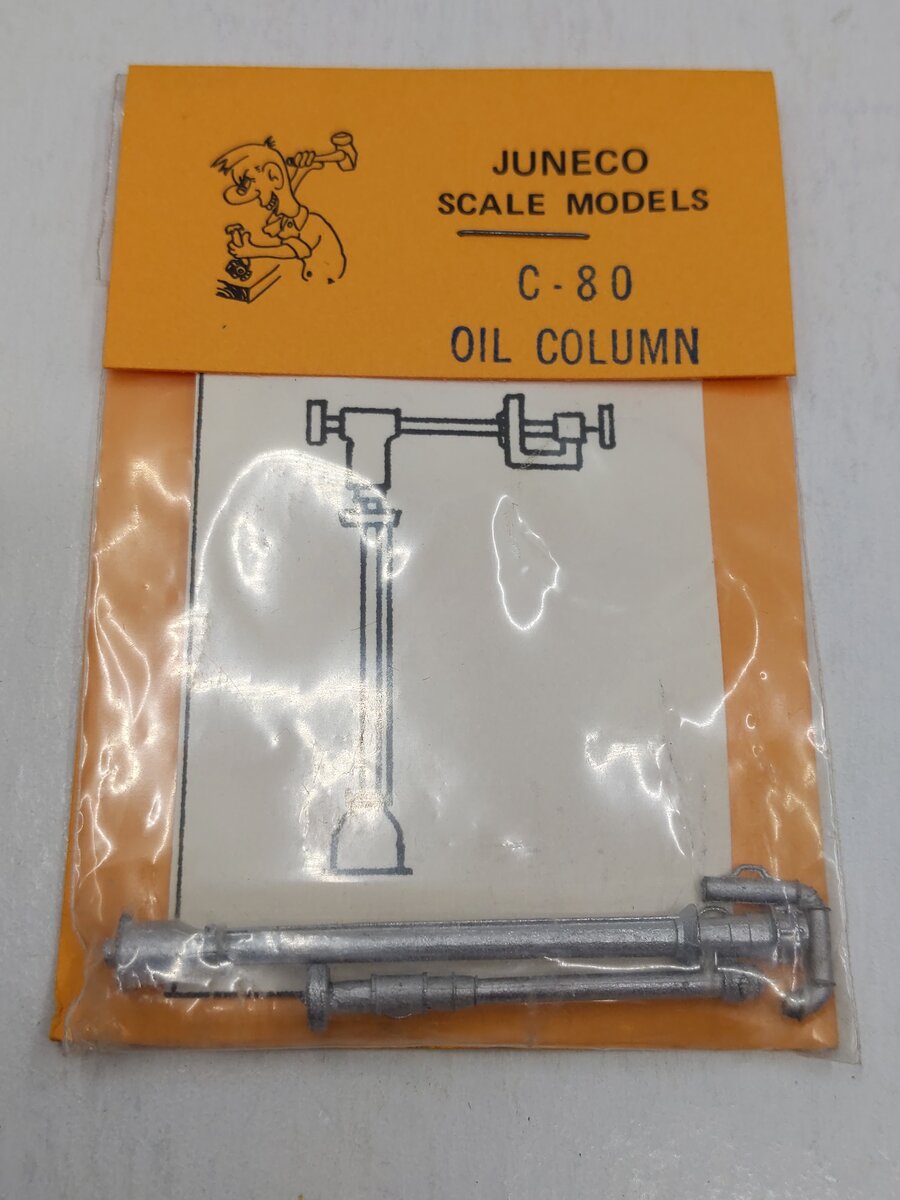 JUNECO
SCALE MODELS
C-80
OIL COLUMN